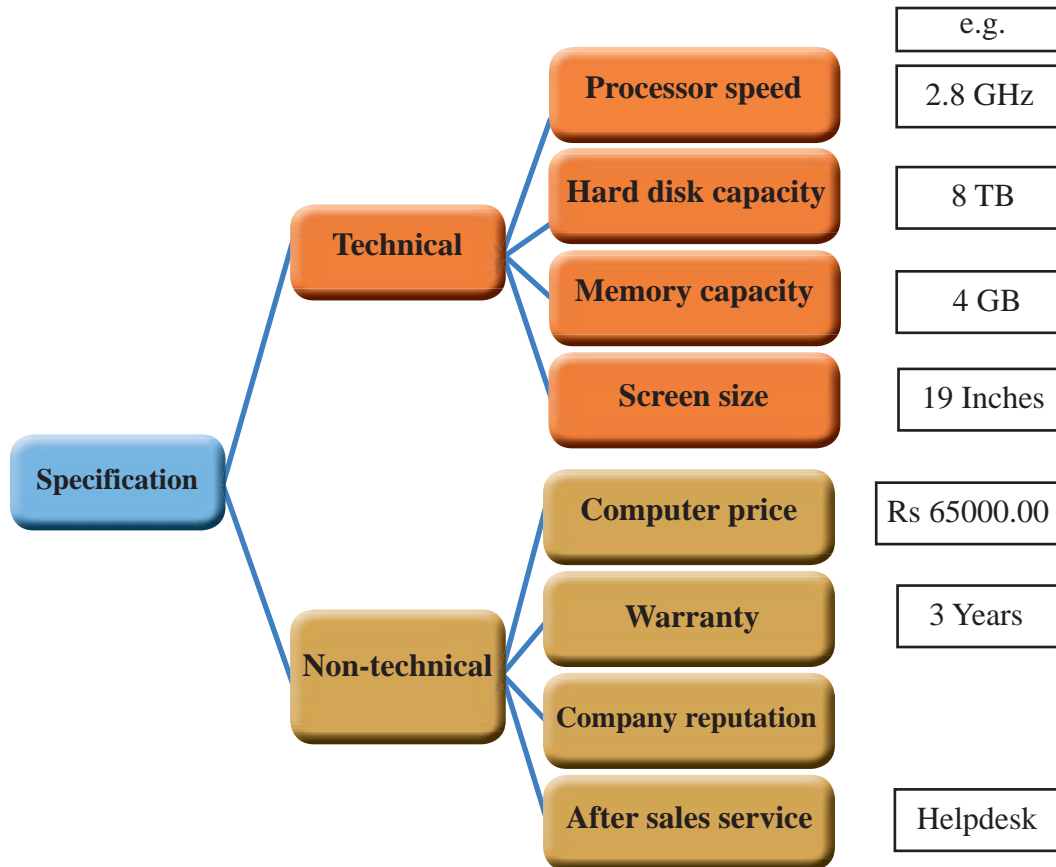 e.g.
Processor speed
2.8 GHz
Hard disk capacity
8 TB
Technical
Memory capacity
4 GB
Screen size
19 Inches
Specification
Computer price
Rs 65000.00
Warranty
3 Years
Non-technical
Company reputation
After sales service
Helpdesk